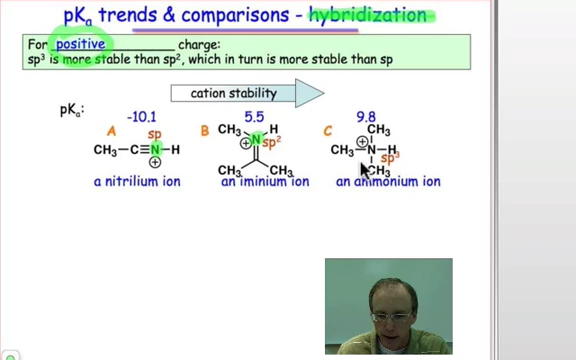 pKa trends & comparisons - hybridization
For positive charge:
sp³ is more stable than sp², which in turn is more stable than sp
cation stability
pKa: -10.1 5.5 9.8
A sp B C
CH₃—C≡N—H ⊕
CH₃ H ⊕ N sp² CH₃ CH₃
CH₃ ⊕ CH₃—N—H sp³ CH₃
a nitrilium ion an iminium ion an ammonium ion